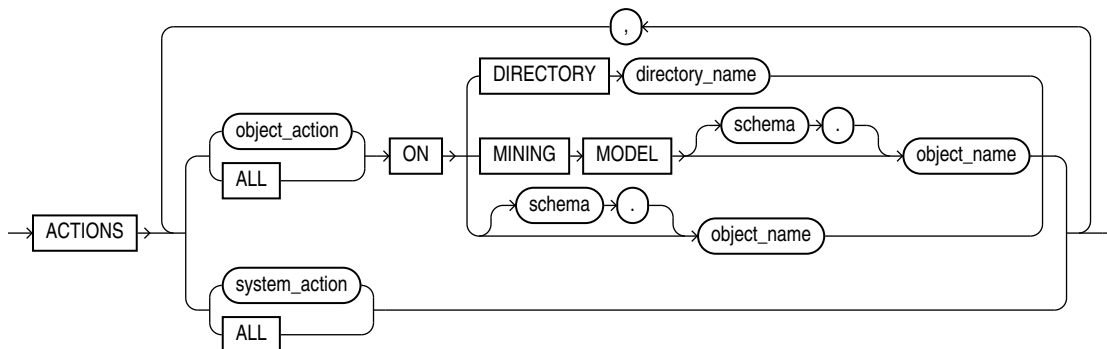 ,
DIRECTORY directory_name
object_action
schema .
ALL
ON
MINING MODEL
object_name
schema .
object_name
ACTIONS
system_action
ALL